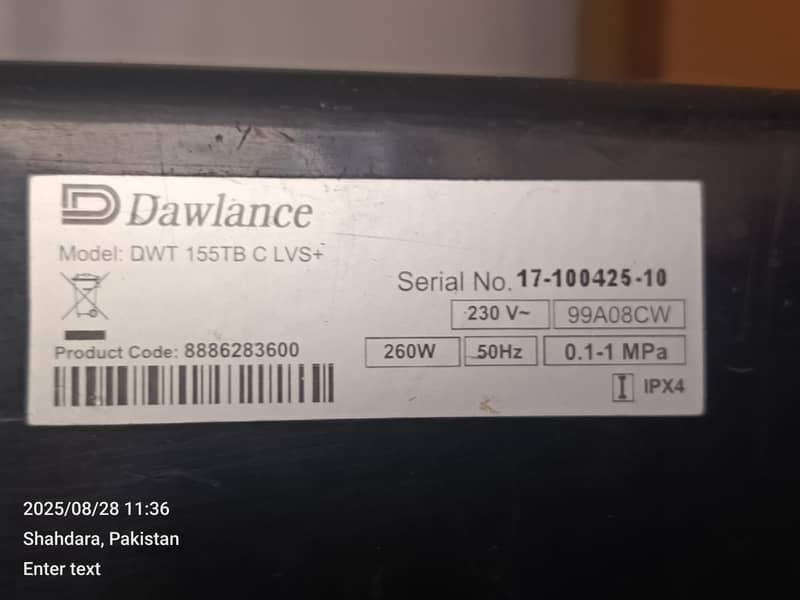 Dawlance
Model: DWT 155TB C LVS+
Serial No. 17-100425-10
230 V~ 99A08CW
Product Code: 8886283600
260W 50Hz 0.1-1 MPa
I IPX4
2025/08/28 11:36
Shahdara, Pakistan
Enter text